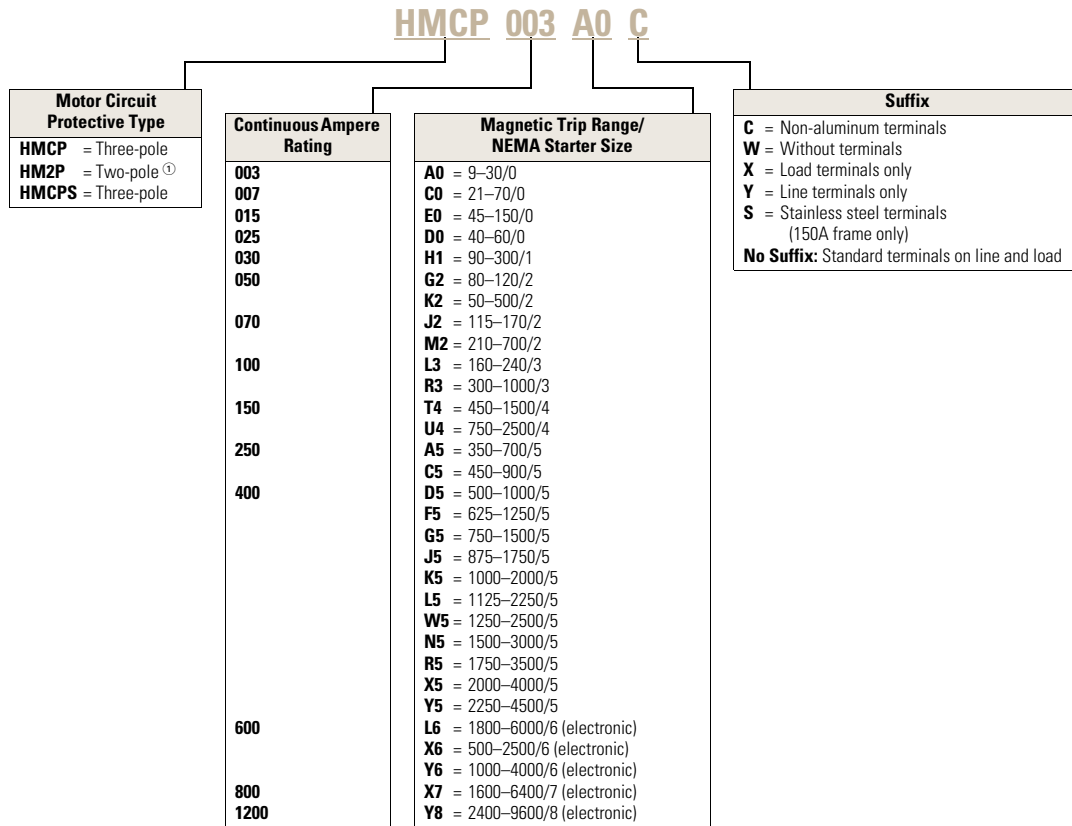 HMCP 003 A0 C
Motor Circuit
Protective Type
HMCP = Three-pole
HM2P = Two-pole ①
HMCPS = Three-pole
Continuous Ampere
Rating
003
007
015
025
030
050
070
100
150
250
400
600
800
1200
Magnetic Trip Range/
NEMA Starter Size
A0 = 9–30/0
C0 = 21–70/0
E0 = 45–150/0
D0 = 40–60/0
H1 = 90–300/1
G2 = 80–120/2
K2 = 50–500/2
J2 = 115–170/2
M2 = 210–700/2
L3 = 160–240/3
R3 = 300–1000/3
T4 = 450–1500/4
U4 = 750–2500/4
A5 = 350–700/5
C5 = 450–900/5
D5 = 500–1000/5
F5 = 625–1250/5
G5 = 750–1500/5
J5 = 875–1750/5
K5 = 1000–2000/5
L5 = 1125–2250/5
W5 = 1250–2500/5
N5 = 1500–3000/5
R5 = 1750–3500/5
X5 = 2000–4000/5
Y5 = 2250–4500/5
L6 = 1800–6000/6 (electronic)
X6 = 500–2500/6 (electronic)
Y6 = 1000–4000/6 (electronic)
X7 = 1600–6400/7 (electronic)
Y8 = 2400–9600/8 (electronic)
Suffix
C = Non-aluminum terminals
W = Without terminals
X = Load terminals only
Y = Line terminals only
S = Stainless steel terminals
(150A frame only)
No Suffix: Standard terminals on line and load